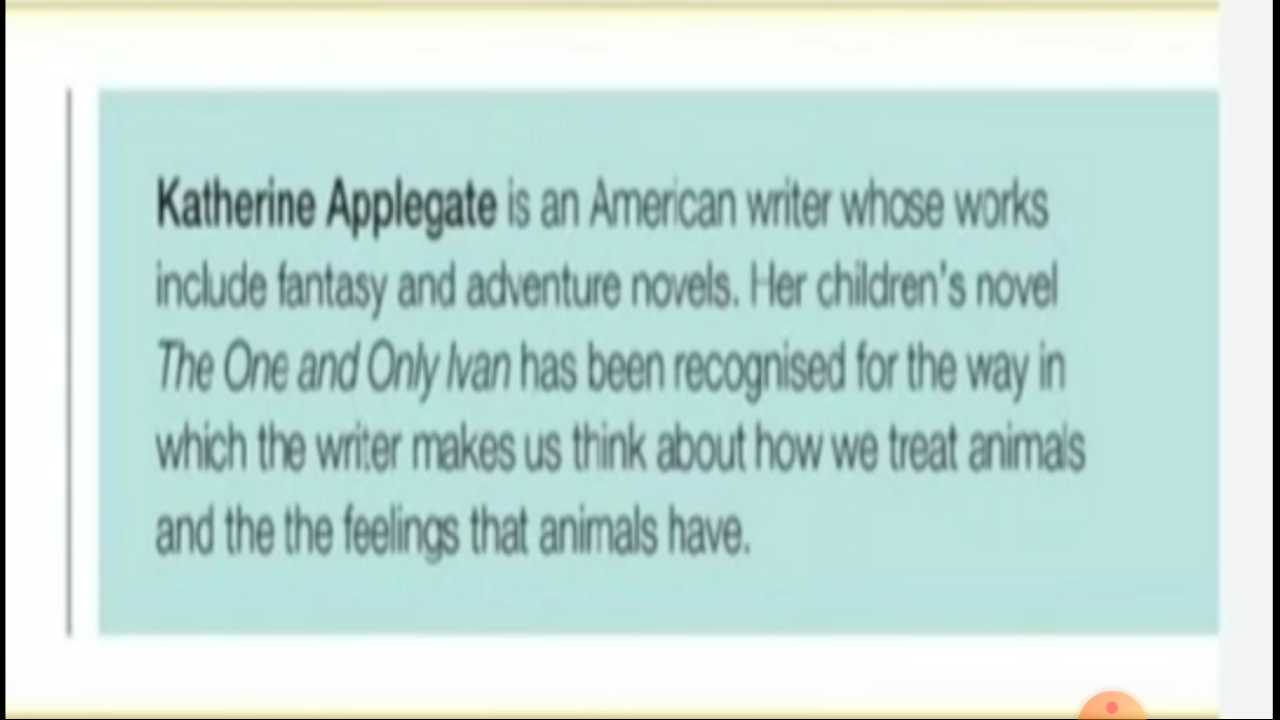 Katherine Applegate is an American writer whose works
include fantasy and adventure novels. Her children's novel
The One and Only Ivan has been recognised for the way in
which the writer makes us think about how we treat animals
and the the feelings that animals have.